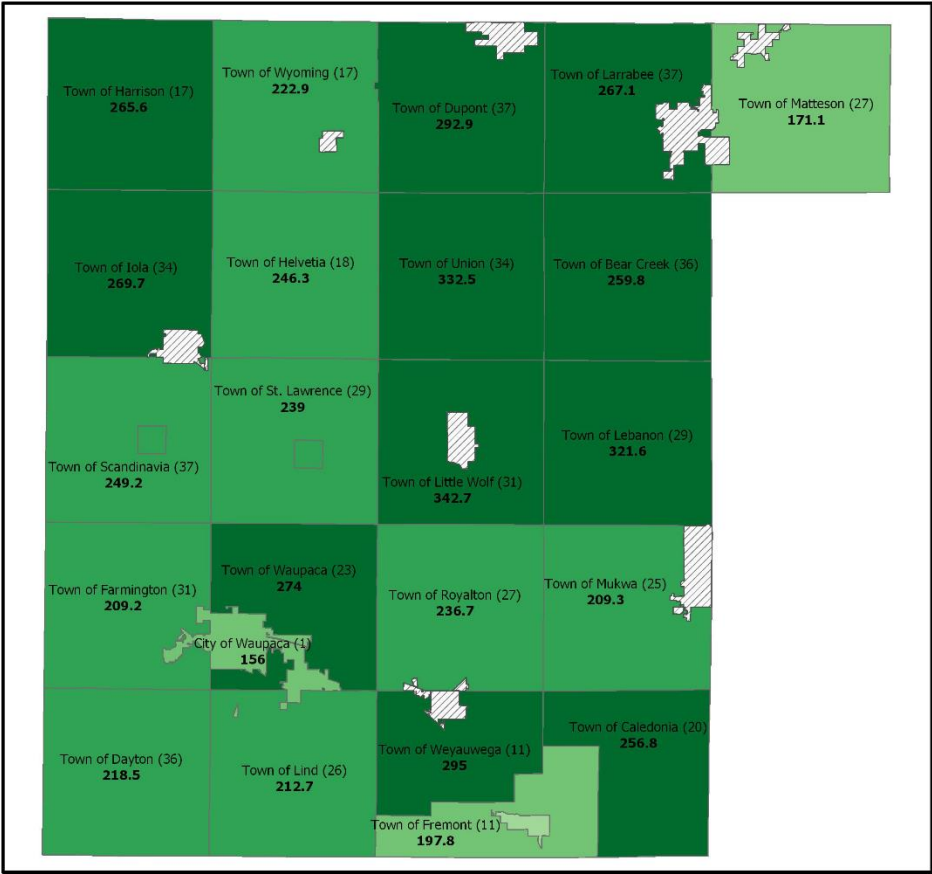 Town of Harrison (17)
265.6
Town of Wyoming (17)
222.9
Town of Dupont (37)
292.9
Town of Larrabee (37)
267.1
Town of Matteson (27)
171.1
Town of Iola (34)
269.7
Town of Helvetia (18)
246.3
Town of Union (34)
332.5
Town of Bear Creek (36)
259.8
Town of Scandinavia (37)
249.2
Town of St. Lawrence (29)
239
Town of Little Wolf (31)
342.7
Town of Lebanon (29)
321.6
Town of Farmington (31)
209.2
Town of Waupaca (23)
274
City of Waupaca (1)
156
Town of Royalton (27)
236.7
Town of Mukwa (25)
209.3
Town of Dayton (36)
218.5
Town of Lind (26)
212.7
Town of Weyauwega (11)
295
Town of Caledonia (20)
256.8
Town of Fremont (11)
197.8